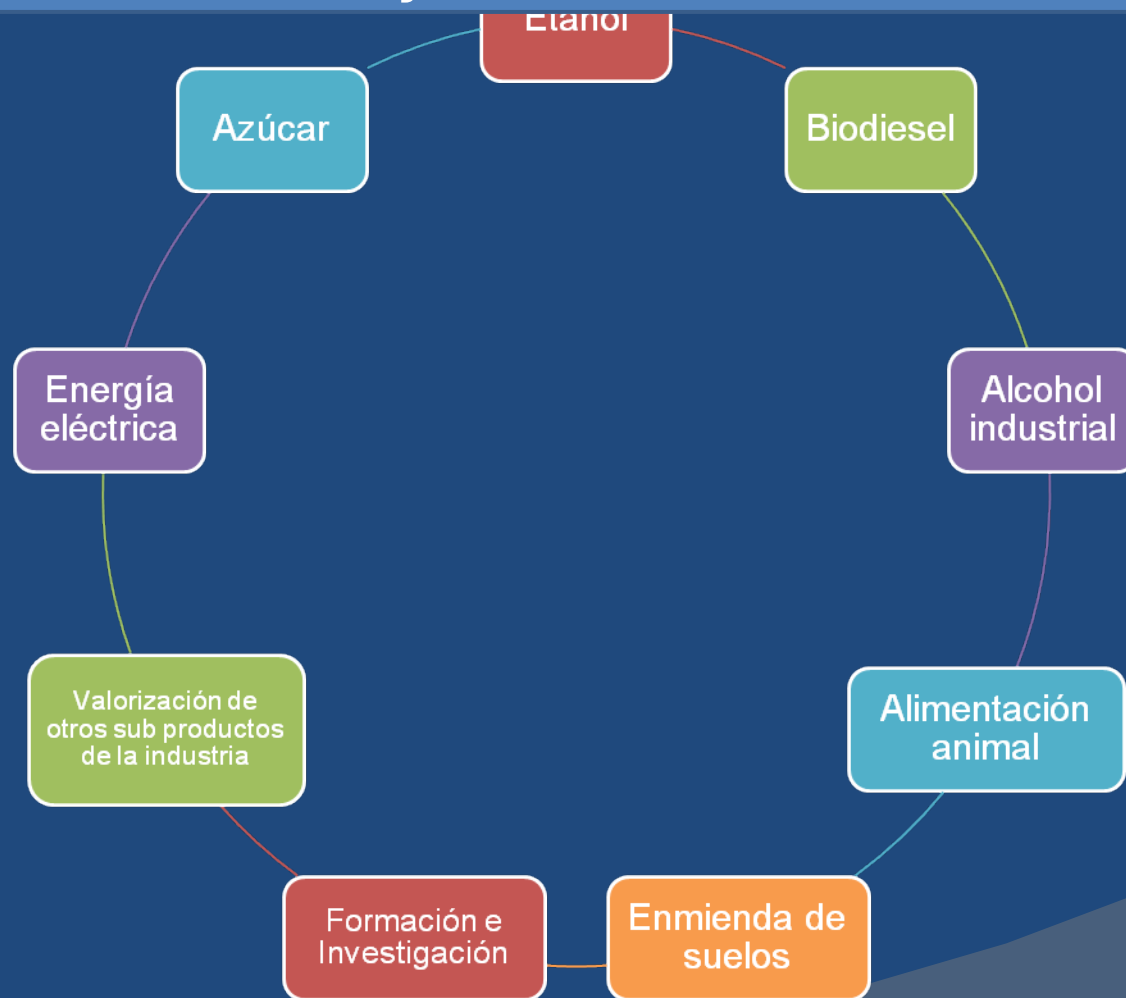 Etanol
Biodiesel
Alcohol
industrial
Alimentación
animal
Enmienda de
suelos
Formación e
Investigación
Valorización de
otros sub productos
de la industria
Energía
eléctrica
Azúcar